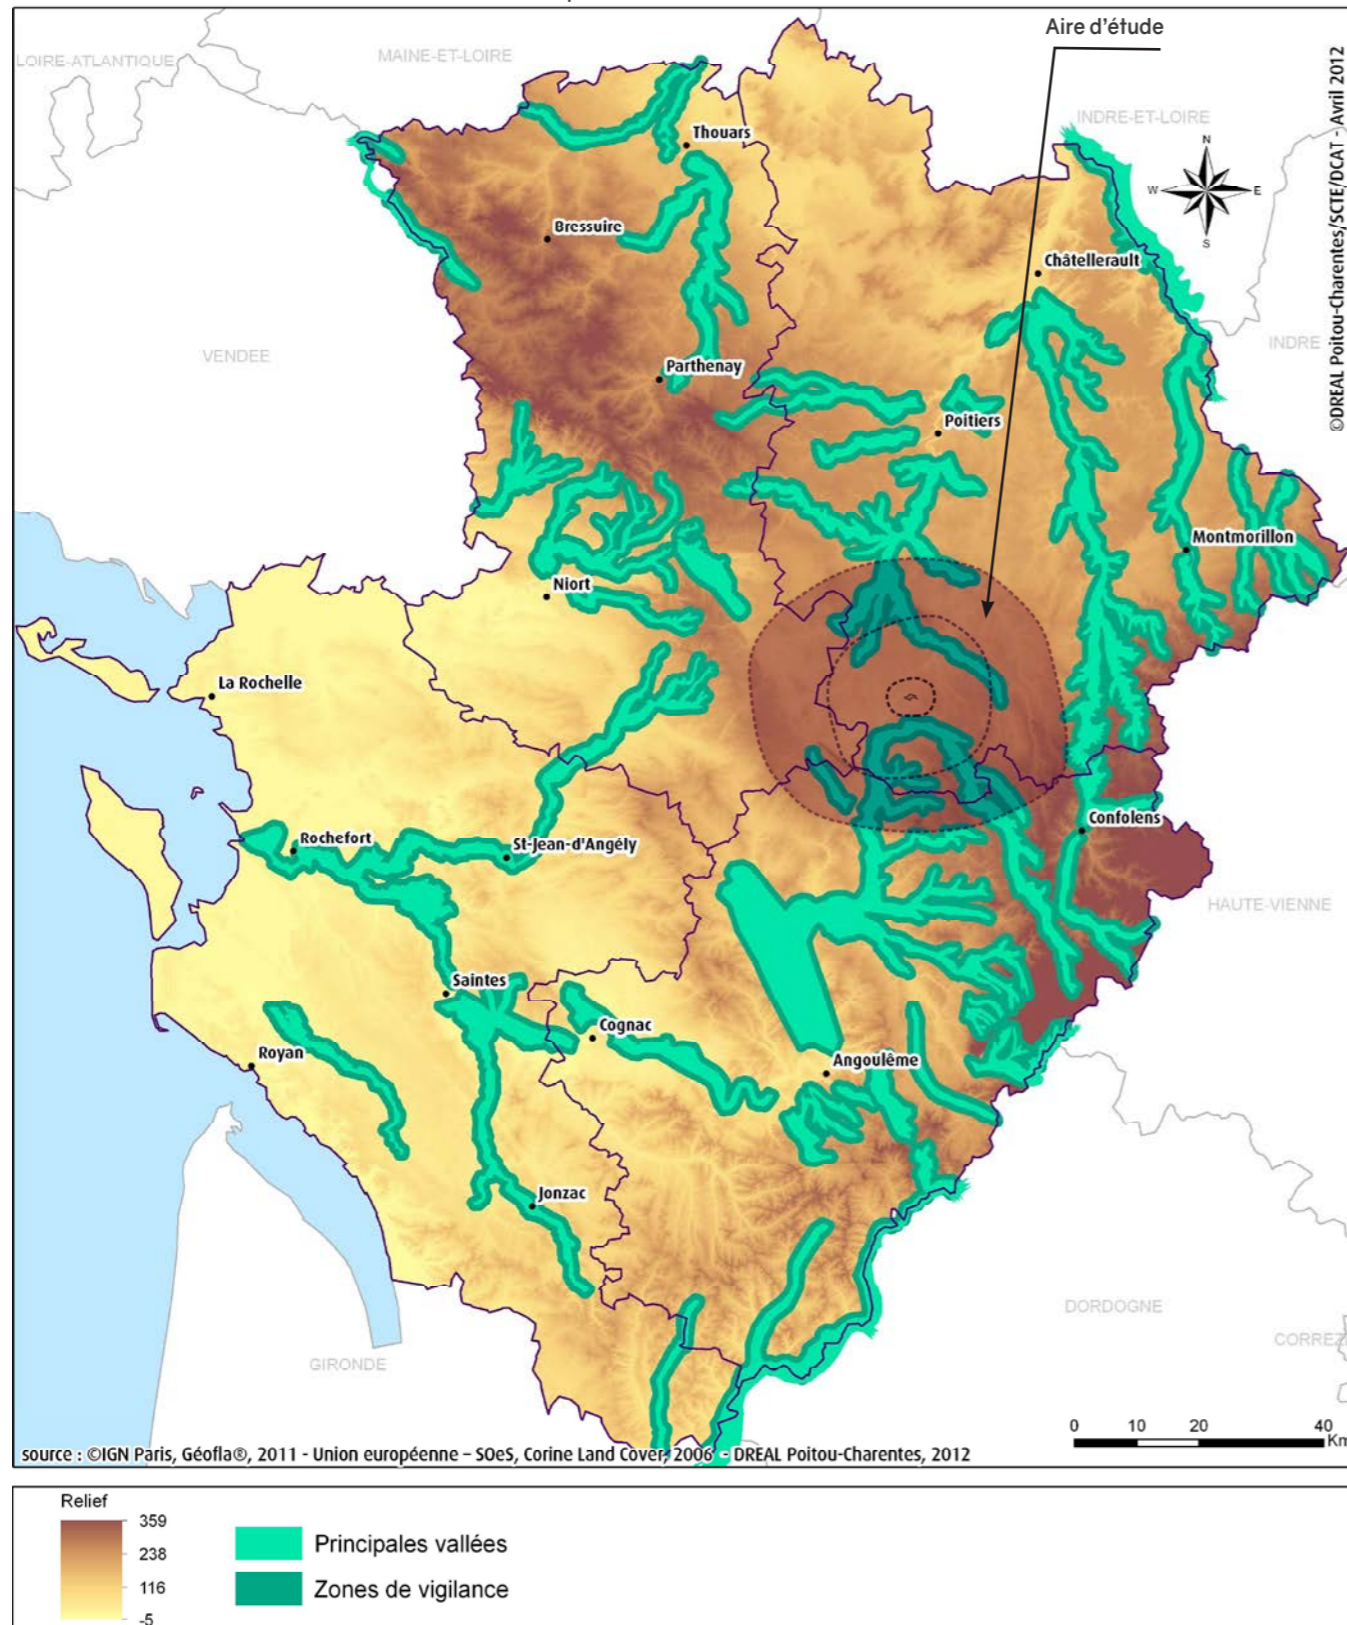 Aire d'étude
LOIRE-ATLANTIQUE
MAINE-ET-LOIRE
INDRE-ET-LOIRE
©DREAL Poitou-Charentes/SCTE/DCAT - Avril 2012
N
W
E
S
Thouars
Bressuire
Châtellerault
VENDEE
INDRE
Parthenay
Poitiers
Montmorillon
Niort
La Rochelle
Confolens
Rochefort
St-Jean-d'Angély
HAUTE-VIENNE
Saintes
Cognac
Royan
Angoulême
Jonzac
DORDOGNE
GIRONDE
0 10 20 40
Km
source : ©IGN Paris, Géofla®, 2011 - Union européenne – SOeS, Corine Land Cover, 2006 - DREAL Poitou-Charentes, 2012
Relief
359
238
116
-5
Principales vallées
Zones de vigilance